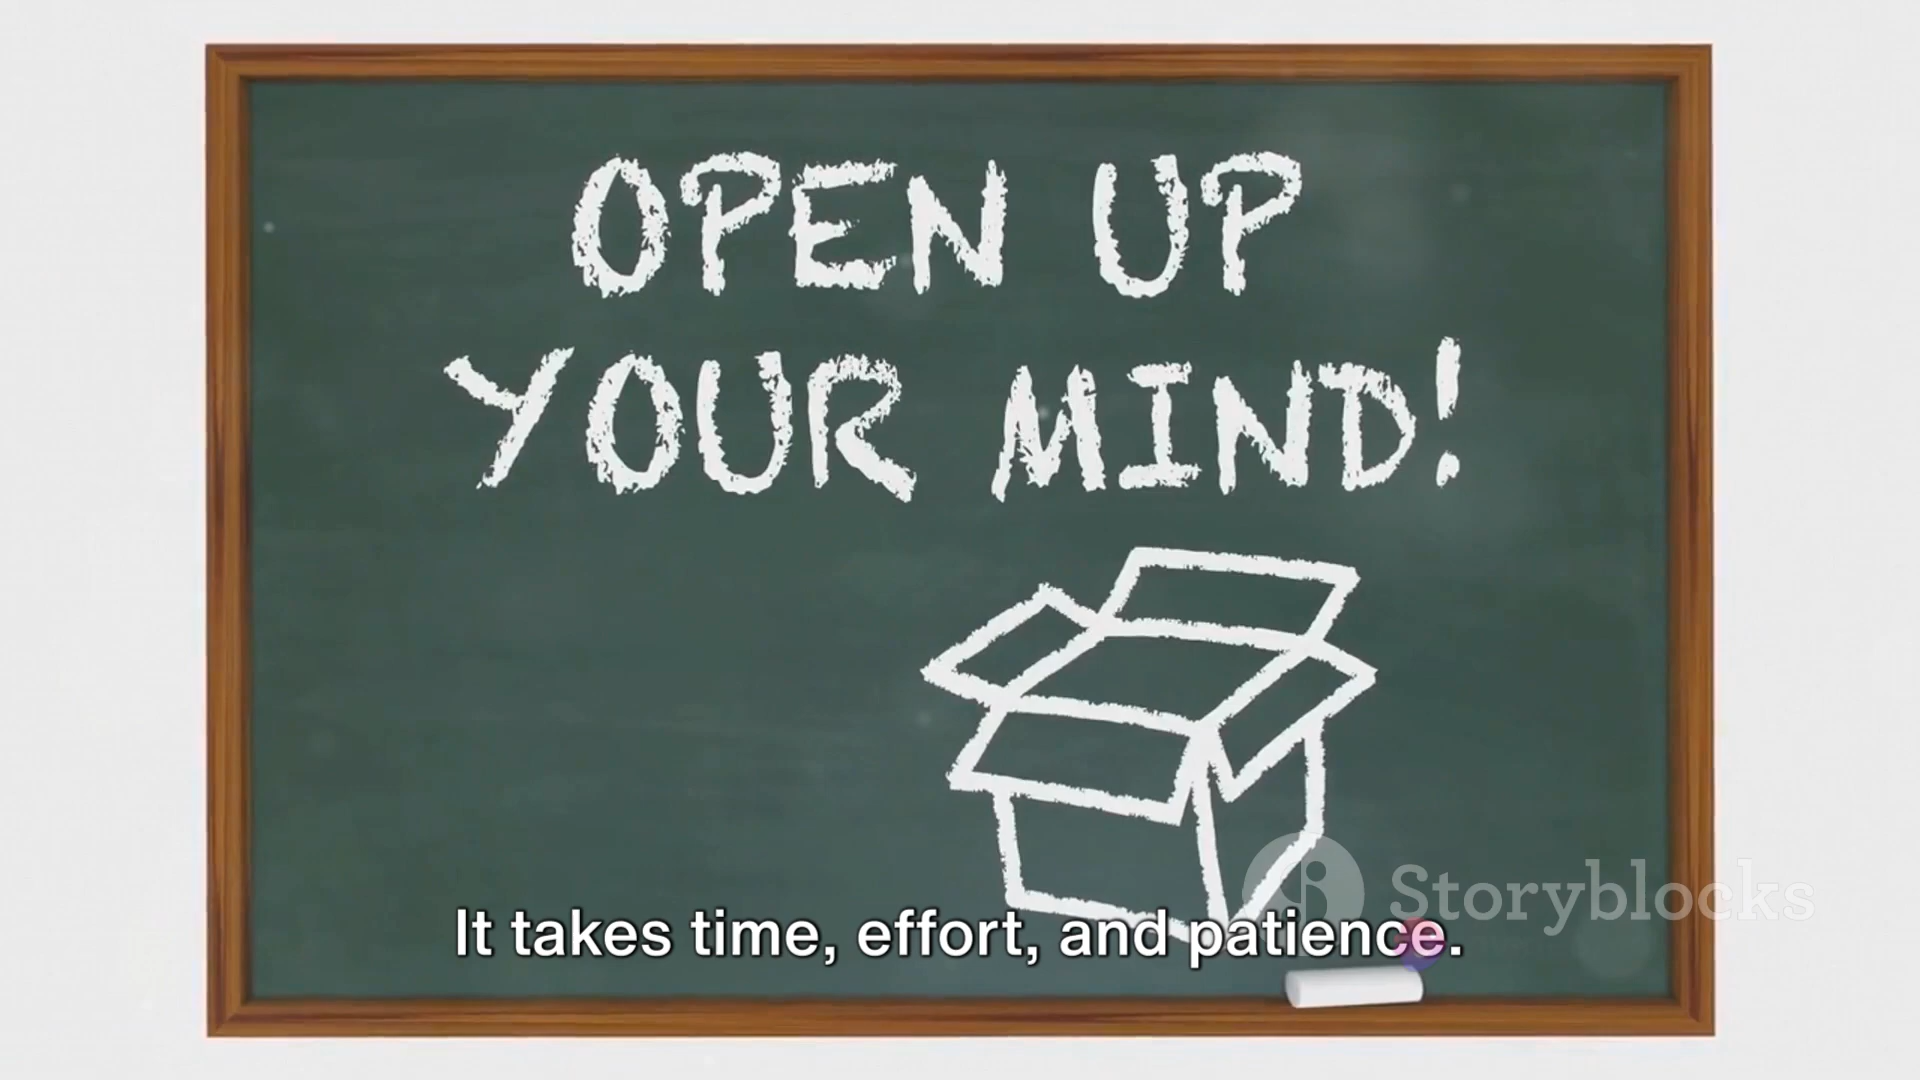 OPEN UP
YOUR MIND!
Storyblocks
It takes time, effort, and patience.